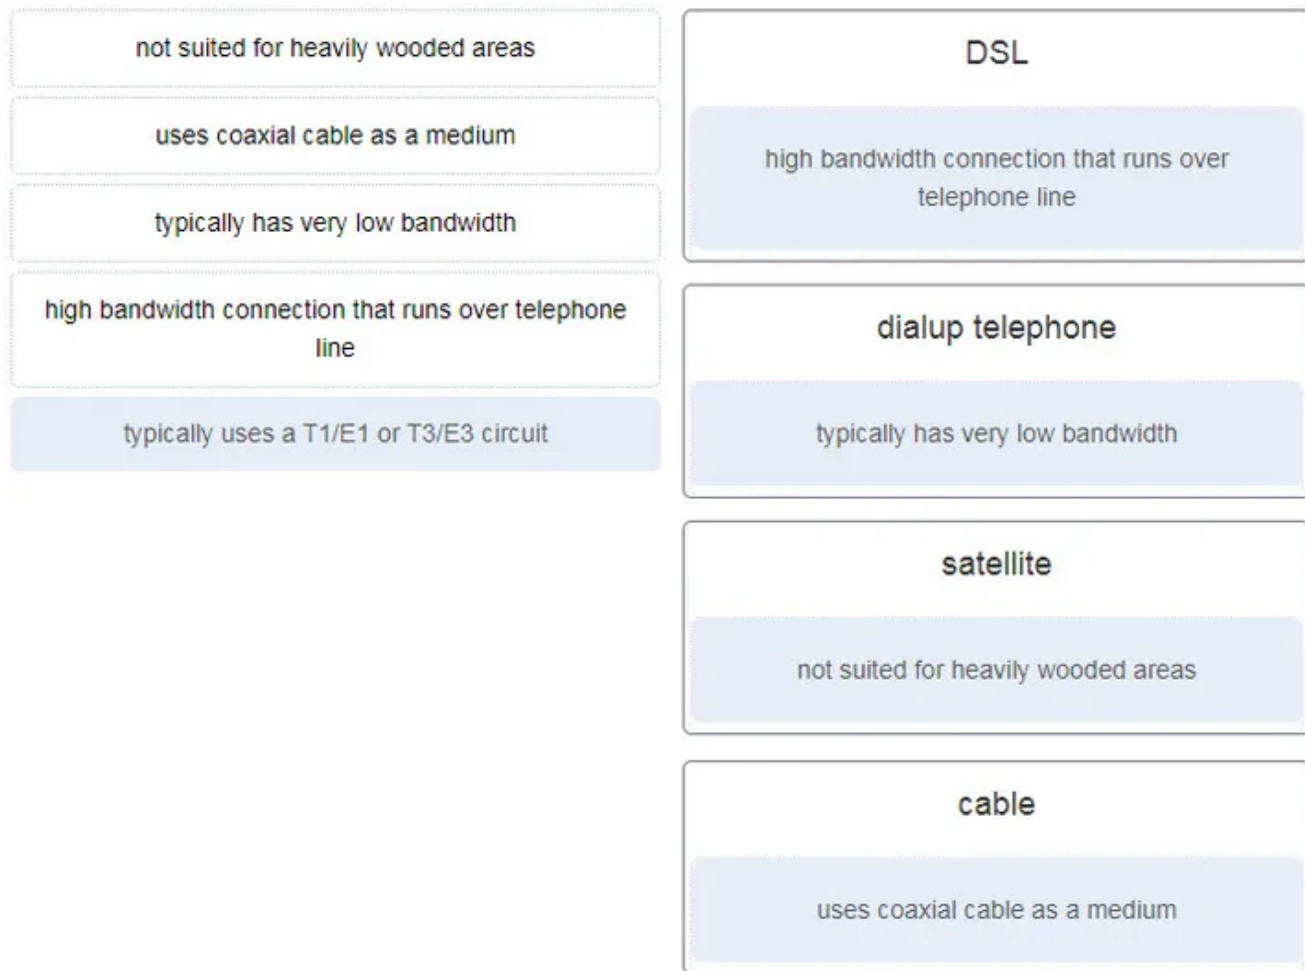 not suited for heavily wooded areas
uses coaxial cable as a medium
typically has very low bandwidth
high bandwidth connection that runs over telephone
line
typically uses a T1/E1 or T3/E3 circuit
DSL
high bandwidth connection that runs over
telephone line
dialup telephone
typically has very low bandwidth
satellite
not suited for heavily wooded areas
cable
uses coaxial cable as a medium